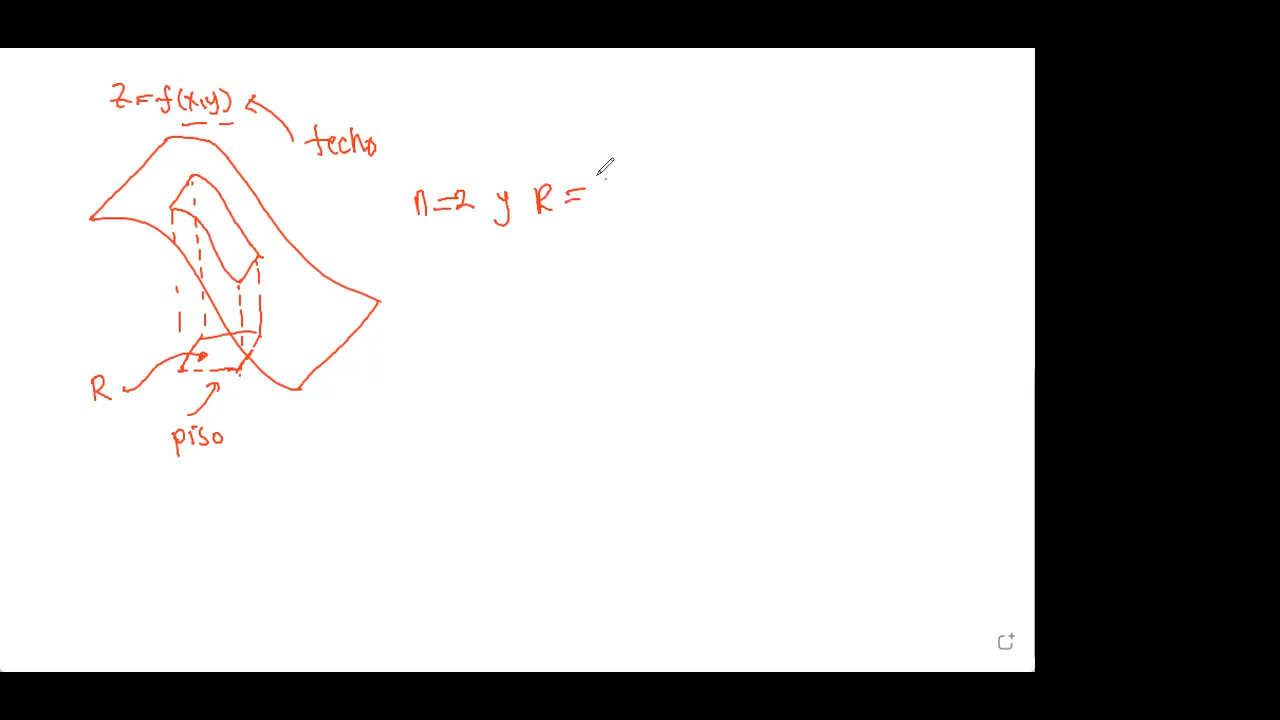 z=f(x,y)
techo
n=2 y R=
R
piso